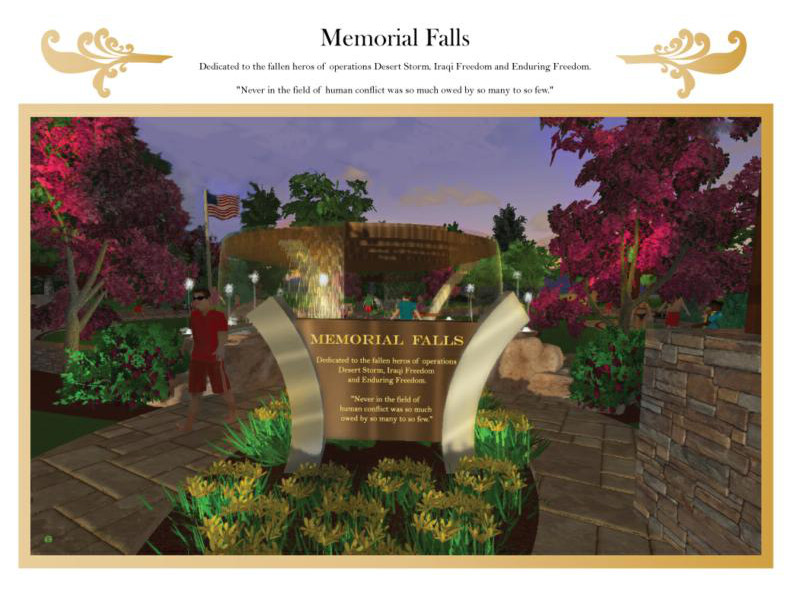 Memorial Falls
Dedicated to the fallen heros of operations Desert Storm, Iraqi Freedom and Enduring Freedom.
"Never in the field of human conflict was so much owed by so many to so few."
MEMORIAL FALLS
Dedicated to the fallen heros of operations
Desert Storm, Iraqi Freedom
and Enduring Freedom.
"Never in the field of
human conflict was so much
owed by so many to so few."